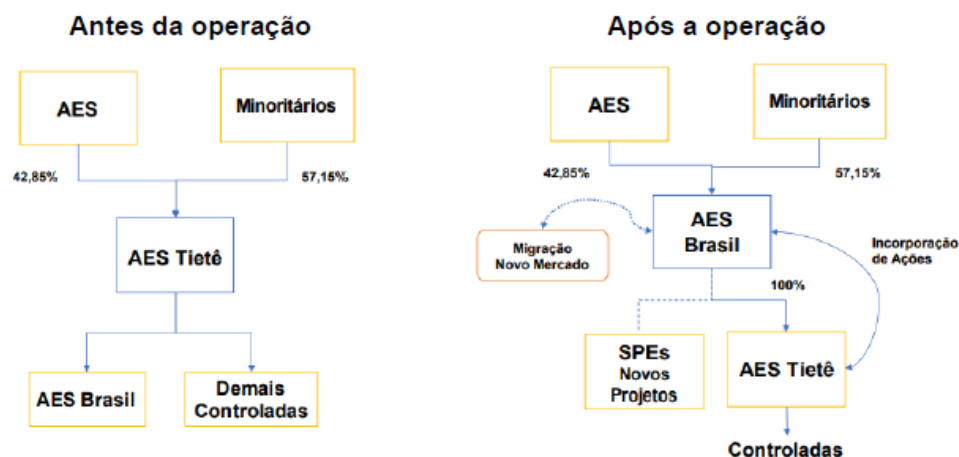 Antes da operação
AES
Minoritários
42,85%
57,15%
AES Tietê
AES Brasil
Demais
Controladas
Após a operação
AES
Minoritários
42,85%
57,15%
AES
Brasil
Migração
Novo Mercado
Incorporação
de Ações
100%
SPEs
Novos
Projetos
AES Tietê
Controladas